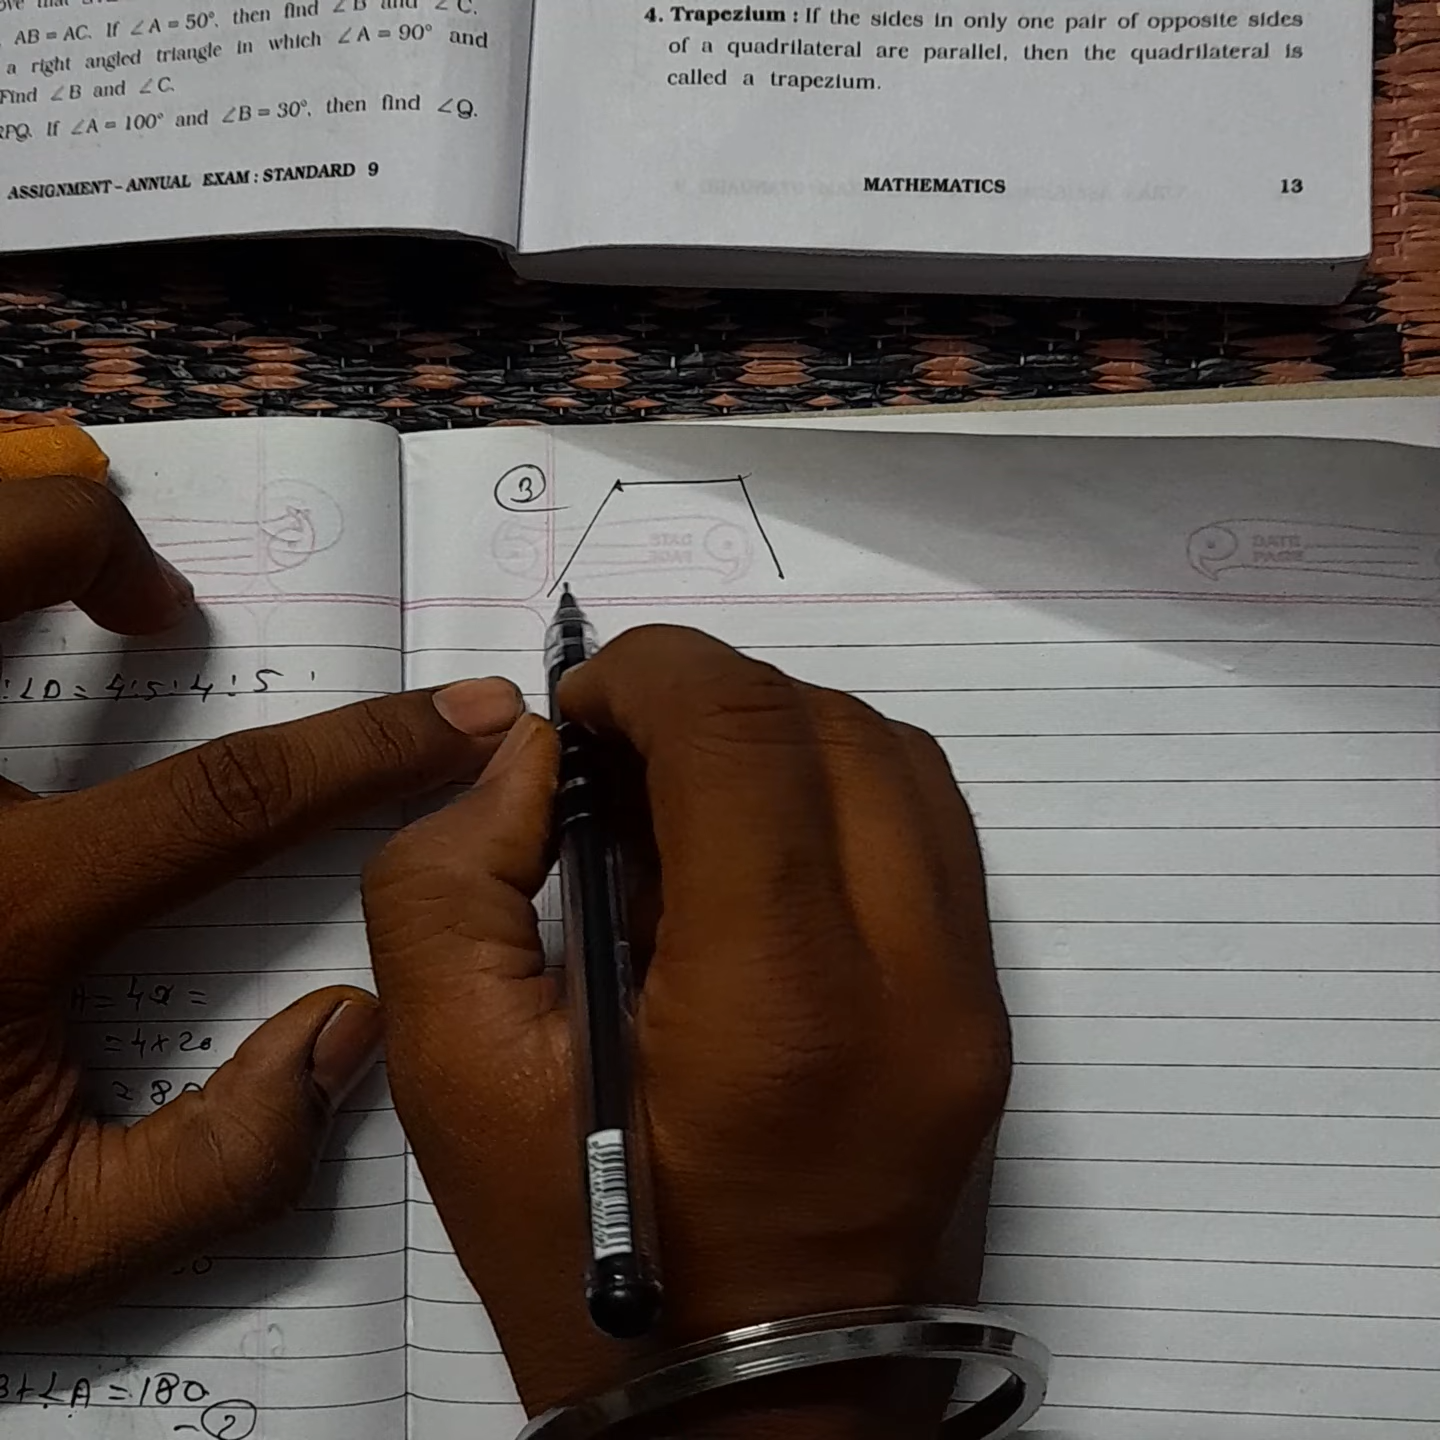 AB = AC. If ∠A = 50°, then find ∠B and ∠C.
a right angled triangle in which ∠A = 90° and
Find ∠B and ∠C.
RPQ. If ∠A = 100° and ∠B = 30°, then find ∠Q.
ASSIGNMENT – ANNUAL EXAM : STANDARD 9
4. Trapezium : If the sides in only one pair of opposite sides
of a quadrilateral are parallel, then the quadrilateral is
called a trapezium.
MATHEMATICS 13
3
DATE
PAGE
:∠D = 4:5:4:5
= 4x =
= 4×20
= 80
+∠A = 180
– 2